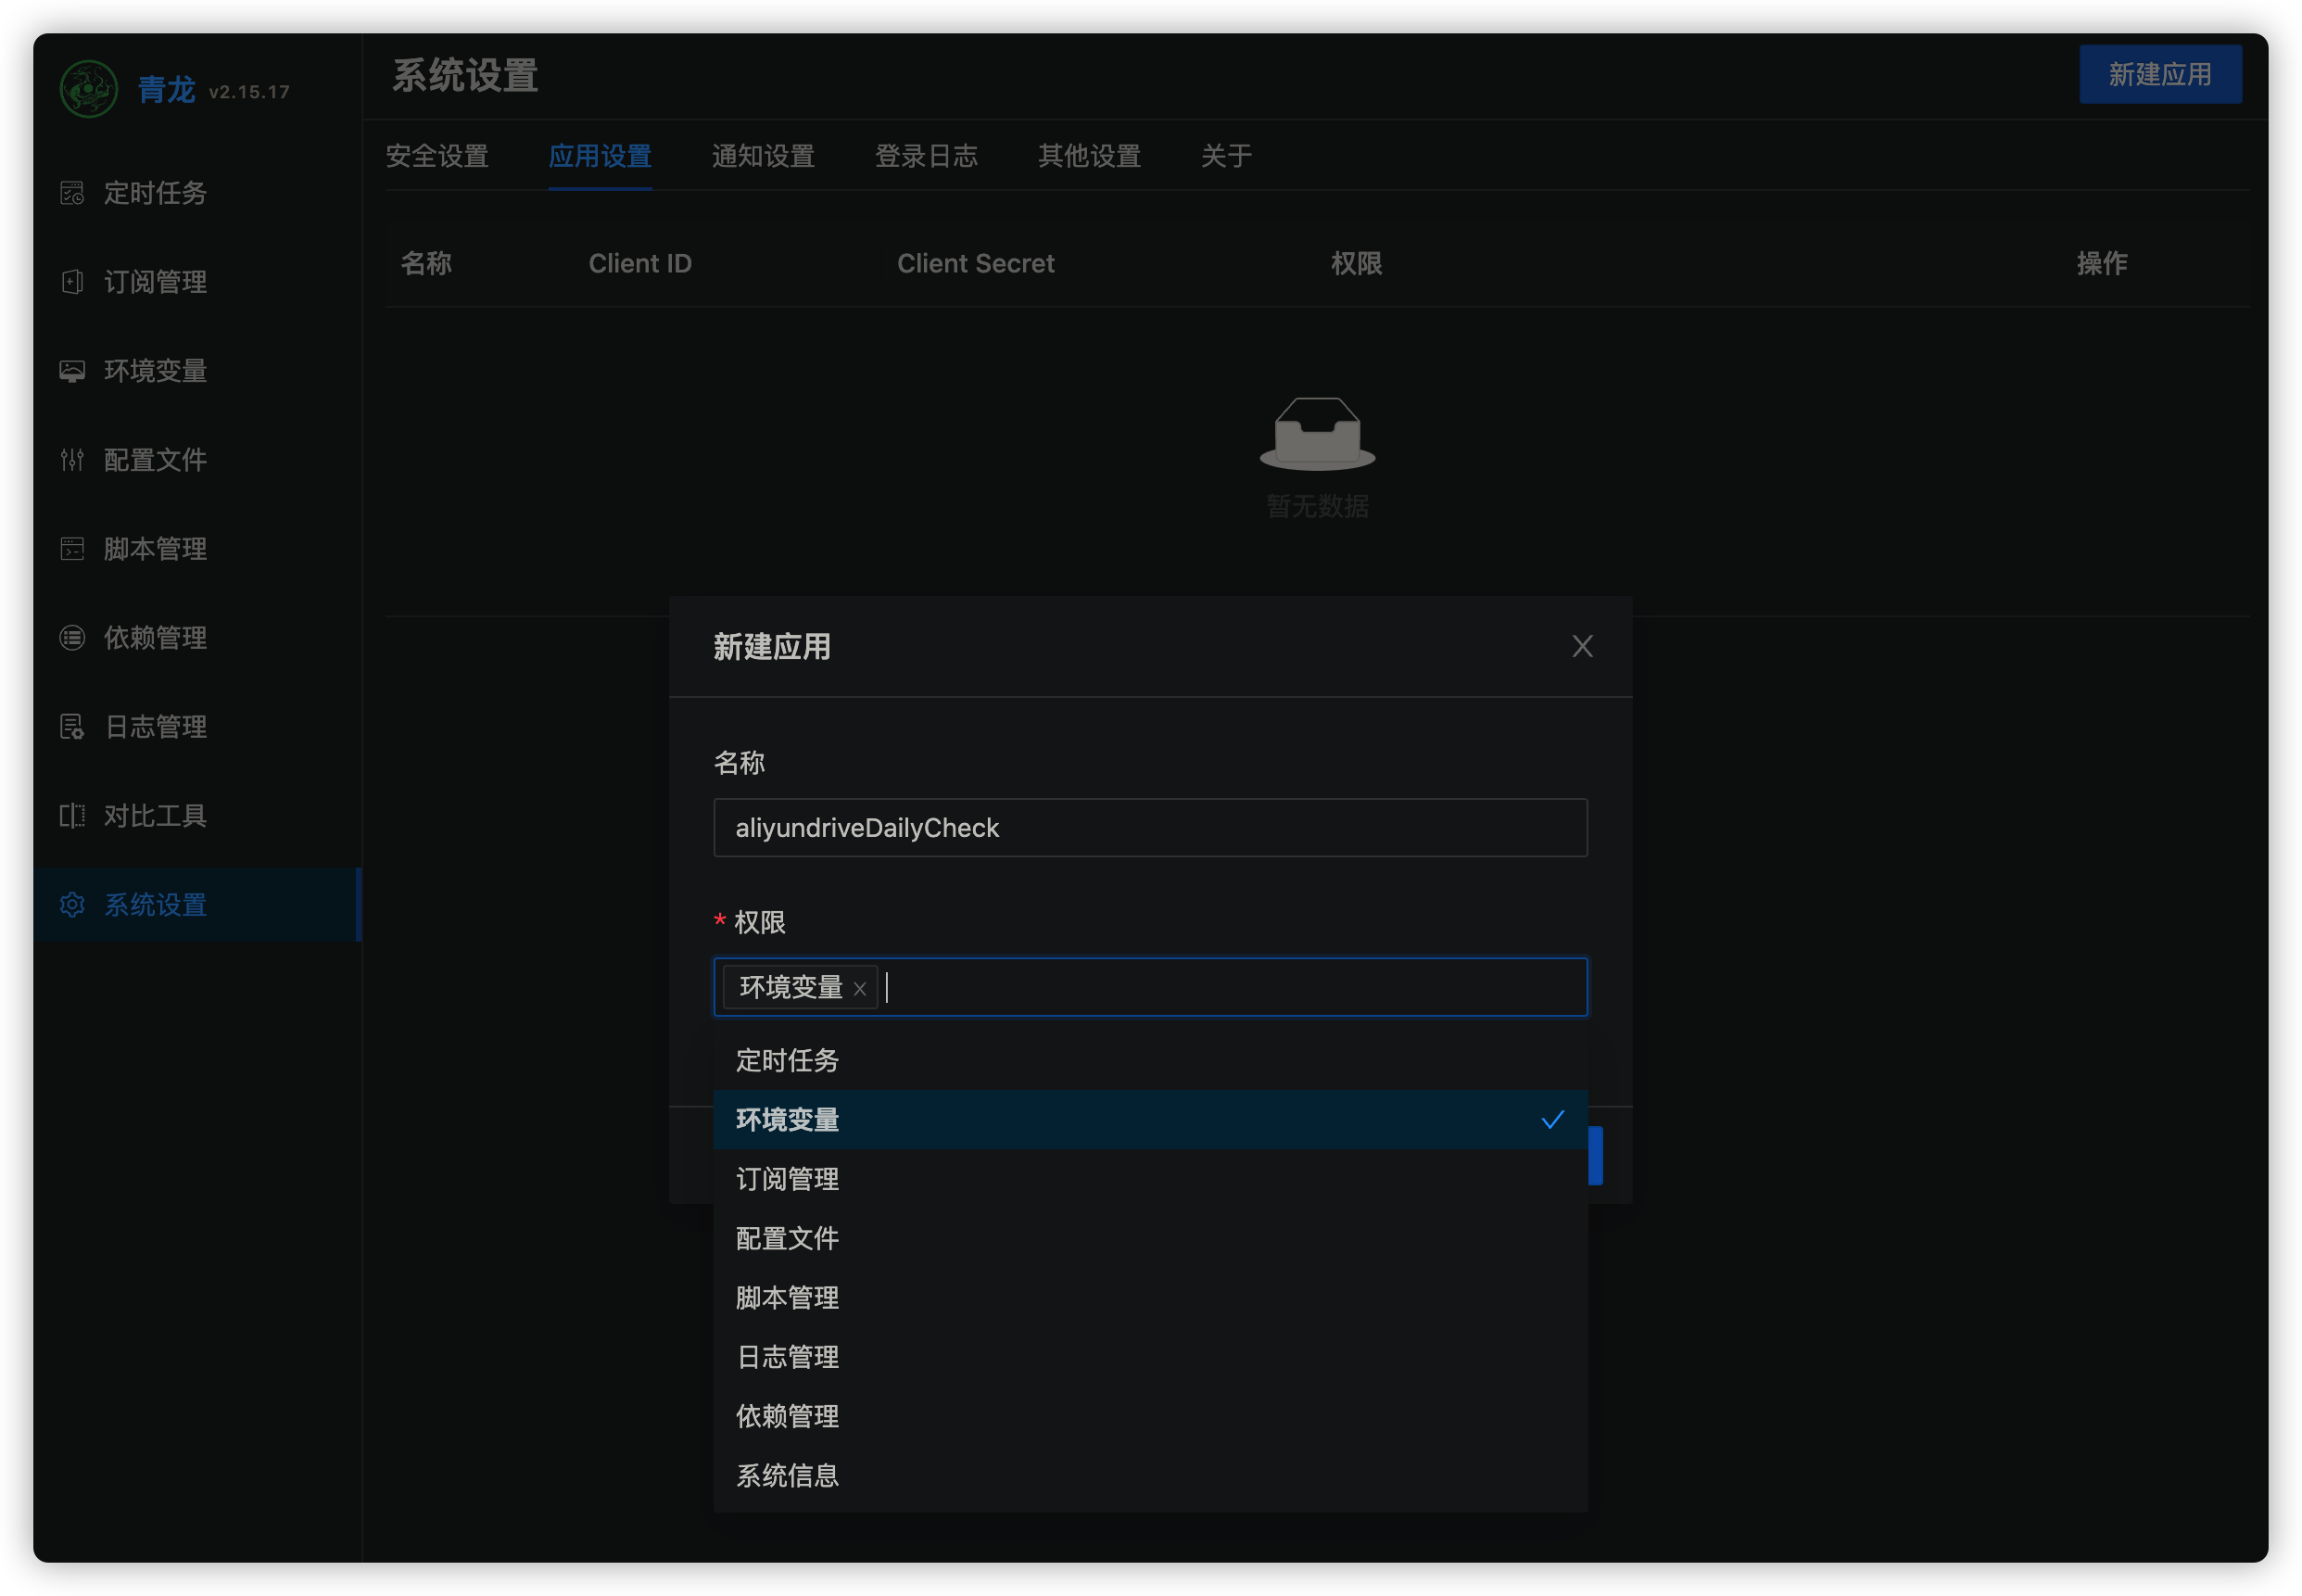 青龙 v2.15.17
定时任务
订阅管理
环境变量
配置文件
脚本管理
依赖管理
日志管理
对比工具
系统设置
系统设置
新建应用
安全设置 应用设置 通知设置 登录日志 其他设置 关于
名称 Client ID Client Secret 权限 操作
暂无数据
新建应用
名称
aliyundriveDailyCheck
* 权限
环境变量
定时任务
环境变量
订阅管理
配置文件
脚本管理
日志管理
依赖管理
系统信息